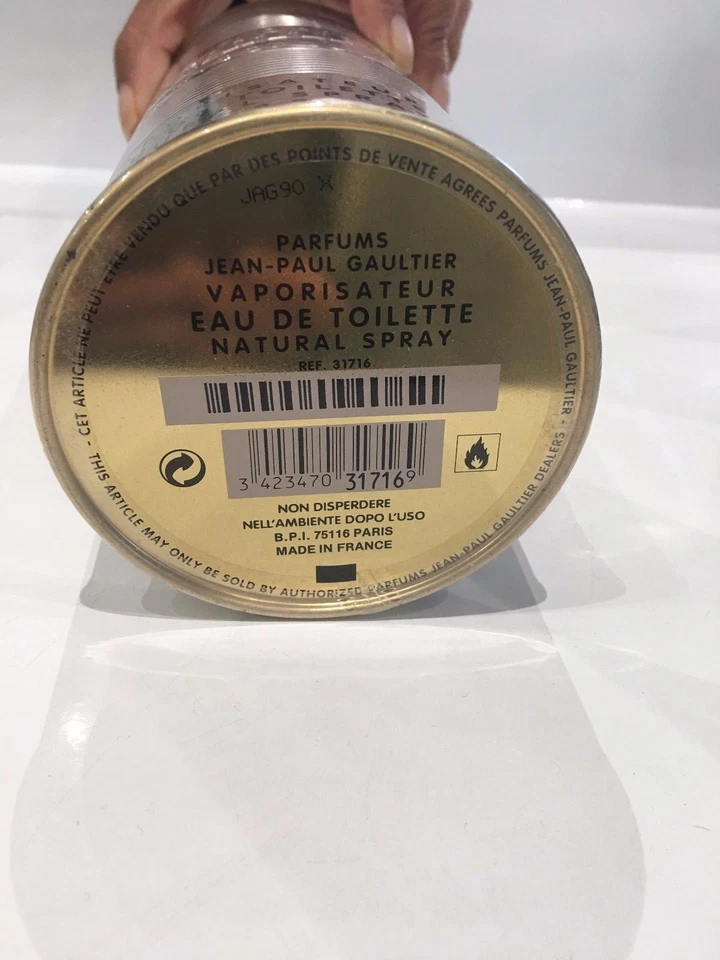 SATEUR
TOILETTE
L SPRAY
- CET ARTICLE NE PEUT ETRE VENDU QUE PAR DES POINTS DE VENTE AGREES PARFUMS JEAN-PAUL GAULTIER -
JAG90 X
PARFUMS
JEAN-PAUL GAULTIER
VAPORISATEUR
EAU DE TOILETTE
NATURAL SPRAY
REF. 31716
3 423470 317169
NON DISPERDERE
NELL'AMBIENTE DOPO L'USO
B.P.I. 75116 PARIS
MADE IN FRANCE
THIS ARTICLE MAY ONLY BE SOLD BY AUTHORIZED PARFUMS JEAN-PAUL GAULTIER DEALERS